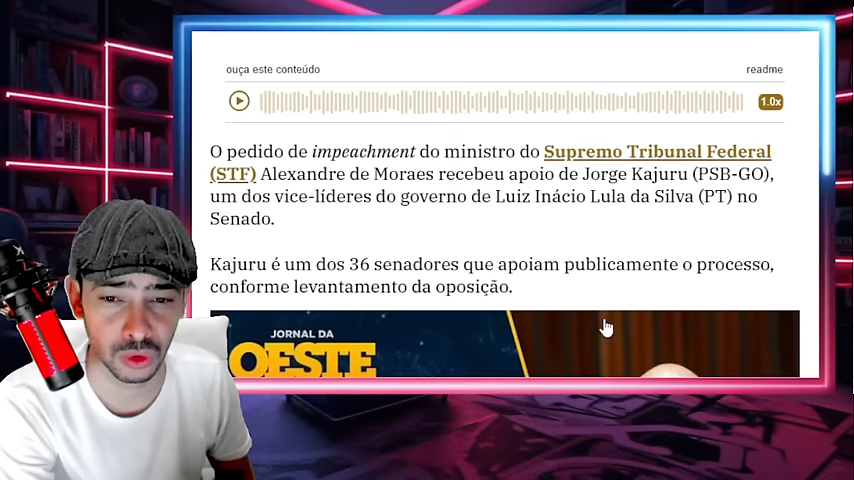 ouça este conteúdo
readme
1.0x
O pedido de impeachment do ministro do Supremo Tribunal Federal
(STF) Alexandre de Moraes recebeu apoio de Jorge Kajuru (PSB-GO),
um dos vice-líderes do governo de Luiz Inácio Lula da Silva (PT) no
Senado.
Kajuru é um dos 36 senadores que apoiam publicamente o processo,
conforme levantamento da oposição.
JORNAL DA
OESTE